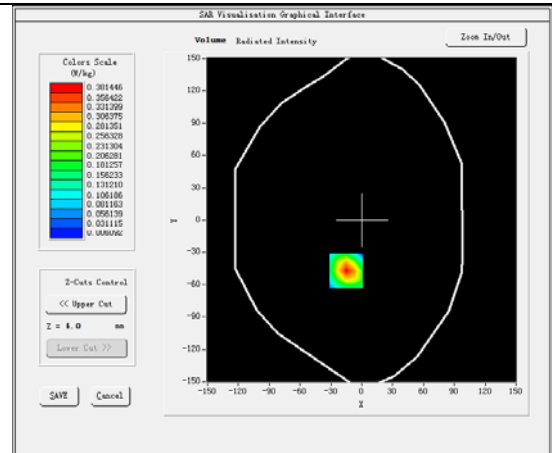 SAR Visualisation Graphical Interface
Volume Radiated Intensity
Zoom In/Out
Colors Scale
(W/kg)
0.381446
0.356422
0.331399
0.306375
0.281351
0.256328
0.231304
0.206281
0.181257
0.156233
0.131210
0.106186
0.081163
0.056139
0.031115
0.006092
Z-Cuts Control
<< Upper Cut
Z = 4.0 mm
Lower Cut >>
SAVE Cancel
150
120
90
60
30
0
-30
-60
-90
-120
-150
Y
-150 -120 -90 -60 -30 0 30 60 90 120 150
X